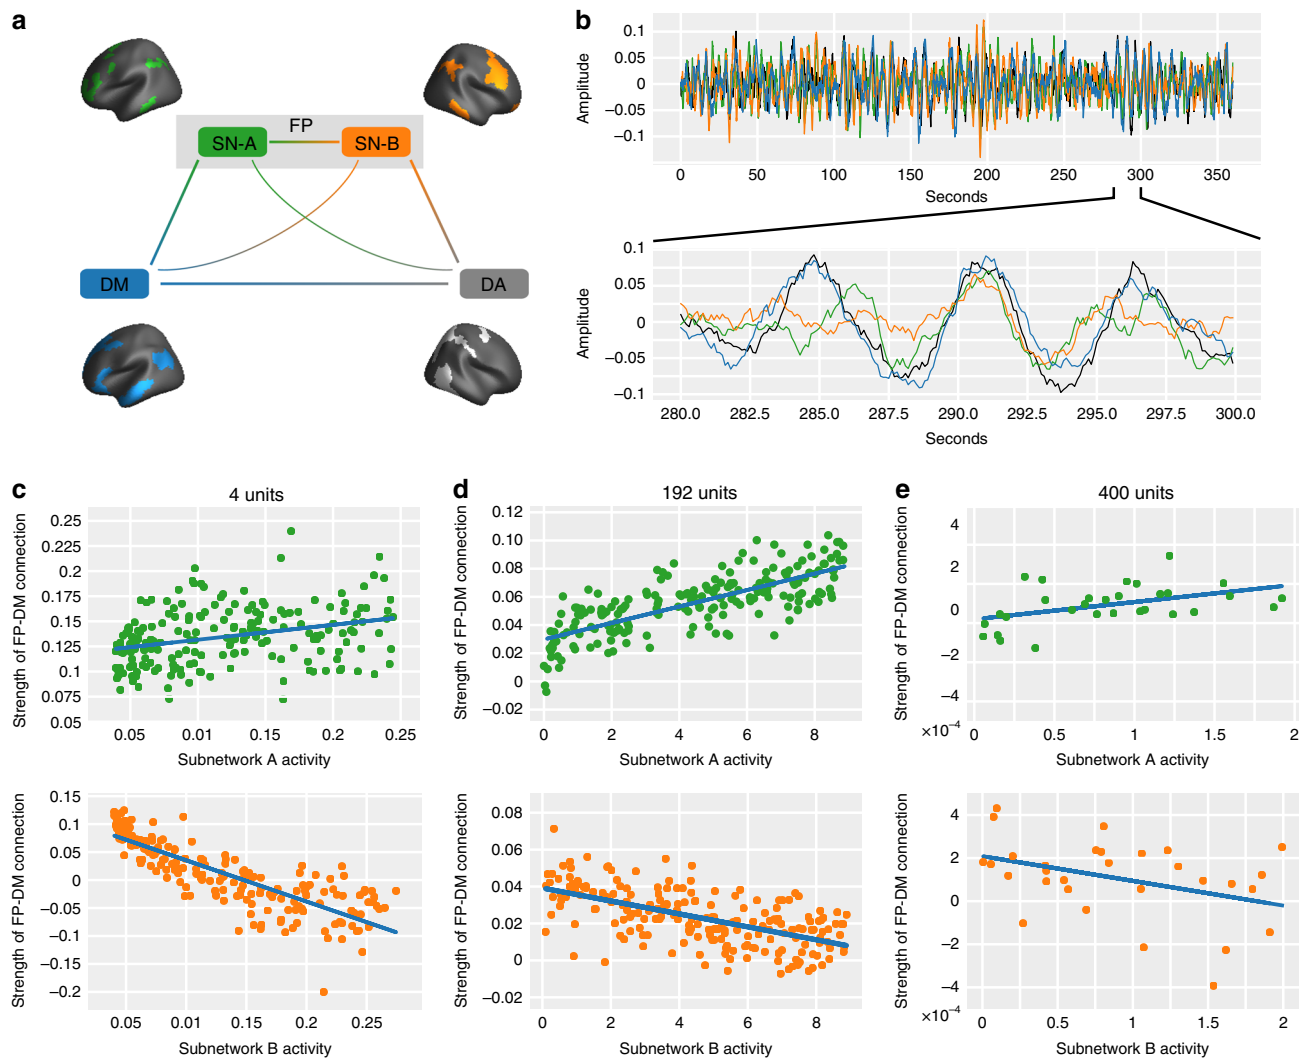 a
FP
SN-A
SN-B
DM
DA
b
Amplitude
0.1
0.05
0
−0.05
−0.1
0 50 100 150 200 250 300 350
Seconds
Amplitude
0.1
0.05
0
−0.05
−0.1
280.0 282.5 285.0 287.5 290.0 292.5 295.0 297.5 300.0
Seconds
c
4 units
Strength of FP-DM connection
0.25
0.225
0.2
0.175
0.15
0.125
0.1
0.075
0.05
0.05 0.15 0.01 0.2 0.25
Subnetwork A activity
Strength of FP-DM connection
0.15
0.1
0.05
0
−0.05
−0.1
−0.15
−0.2
0.05 0.01 0.15 0.2 0.25
Subnetwork B activity
d
192 units
Strength of FP-DM connection
0.12
0.10
0.08
0.06
0.04
0.02
0
−0.02
0 2 4 6 8
Subnetwork A activity
Strength of FP-DM connection
0.08
0.06
0.04
0.02
0
−0.02
0 2 4 6 8
Subnetwork B activity
e
400 units
Strength of FP-DM connection
4
2
0
−2
−4
×10⁻⁴
0 0.5 1 1.5 2
Subnetwork A activity
Strength of FP-DM connection
4
2
0
−2
−4
×10⁻⁴
0 0.5 1 1.5 2
Subnetwork B activity